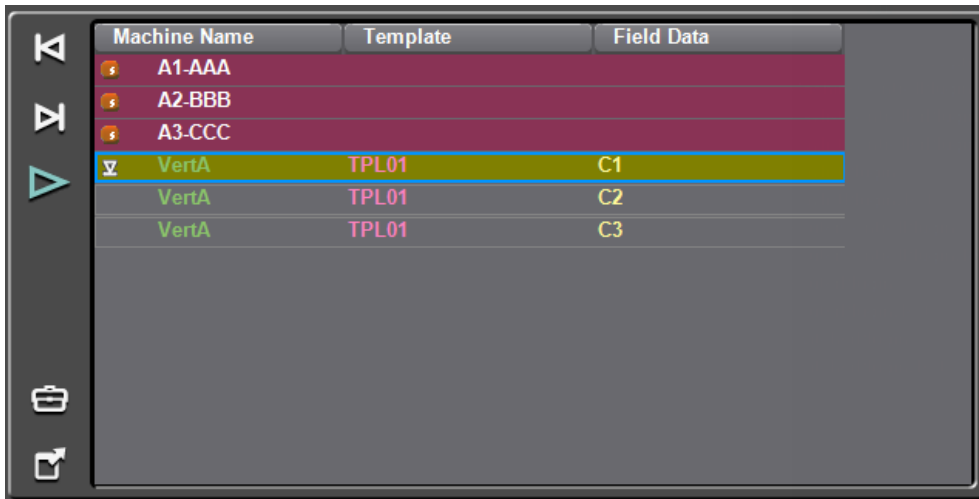 Machine Name Template Field Data
A1-AAA
A2-BBB
A3-CCC
VertA TPL01 C1
VertA TPL01 C2
VertA TPL01 C3